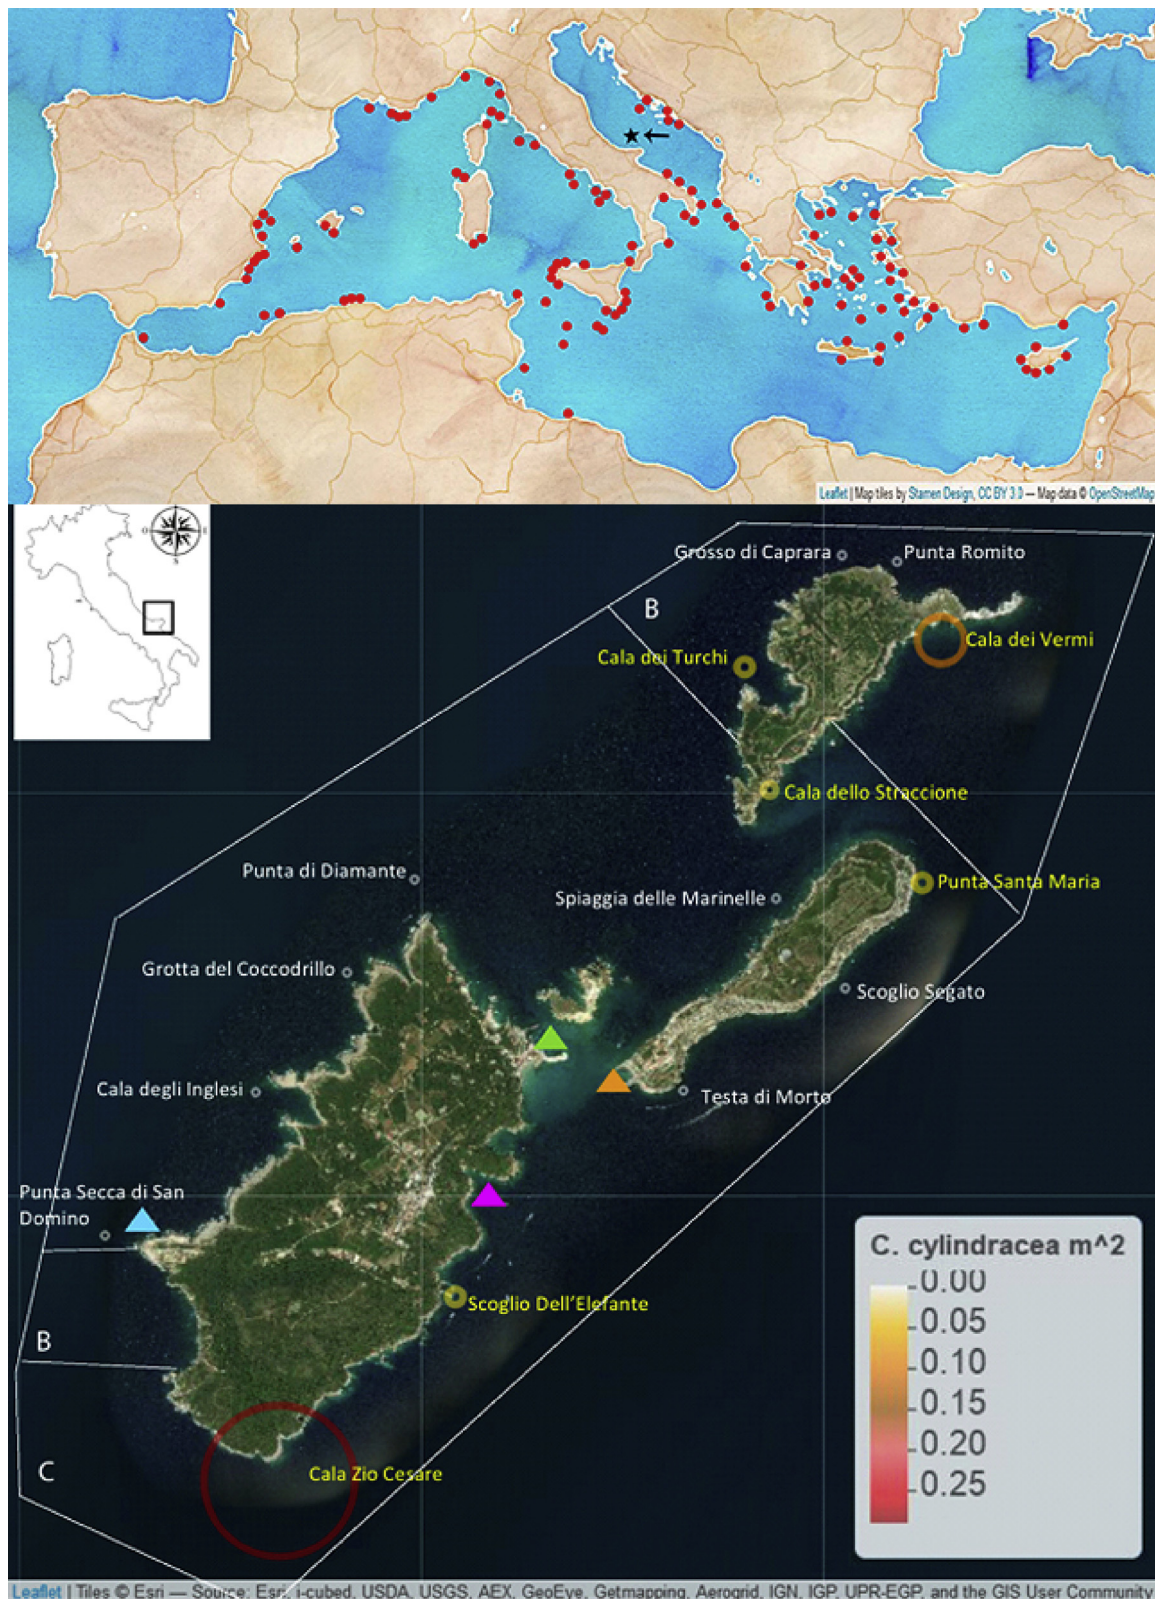 Leaflet | Map tiles by Stamen Design, CC BY 3.0 — Map data © OpenStreetMap
S
Grosso di Caprara
Punta Romito
B
Cala dei Vermi
Cala dei Turchi
Cala dello Straccione
Punta di Diamante
Punta Santa Maria
Spiaggia delle Marinelle
Grotta del Coccodrillo
Scoglio Segato
Cala degli Inglesi
Testa di Morto
Punta Secca di San
Domino
Scoglio Dell'Elefante
B
C
Cala Zio Cesare
C. cylindracea m^2
0.00
0.05
0.10
0.15
0.20
0.25
Leaflet | Tiles © Esri — Source: Esri, i-cubed, USDA, USGS, AEX, GeoEye, Getmapping, Aerogrid, IGN, IGP, UPR-EGP, and the GIS User Community